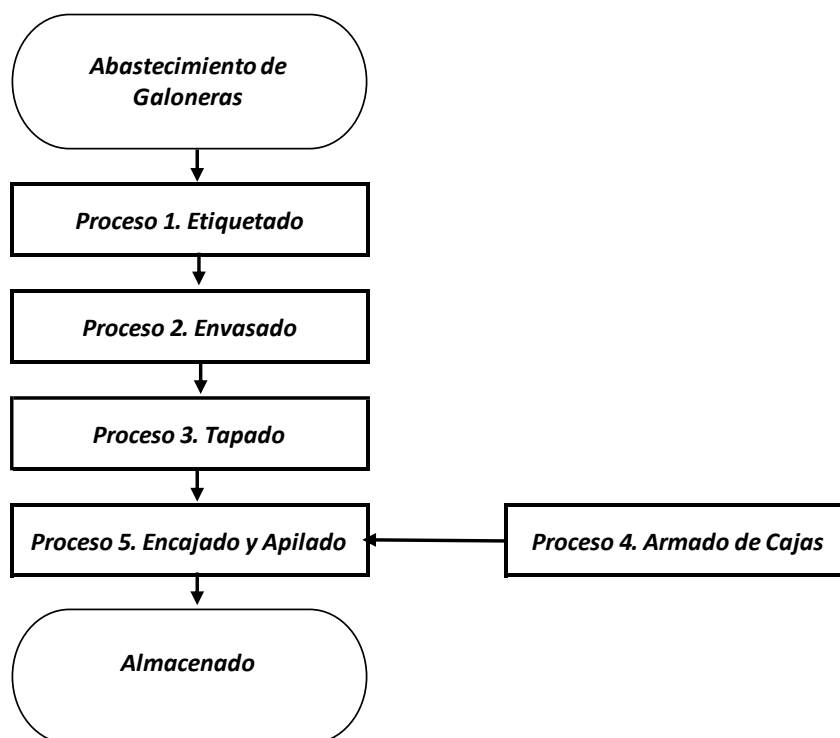 Abastecimiento de
Galoneras
Proceso 1. Etiquetado
Proceso 2. Envasado
Proceso 3. Tapado
Proceso 5. Encajado y Apilado
Proceso 4. Armado de Cajas
Almacenado